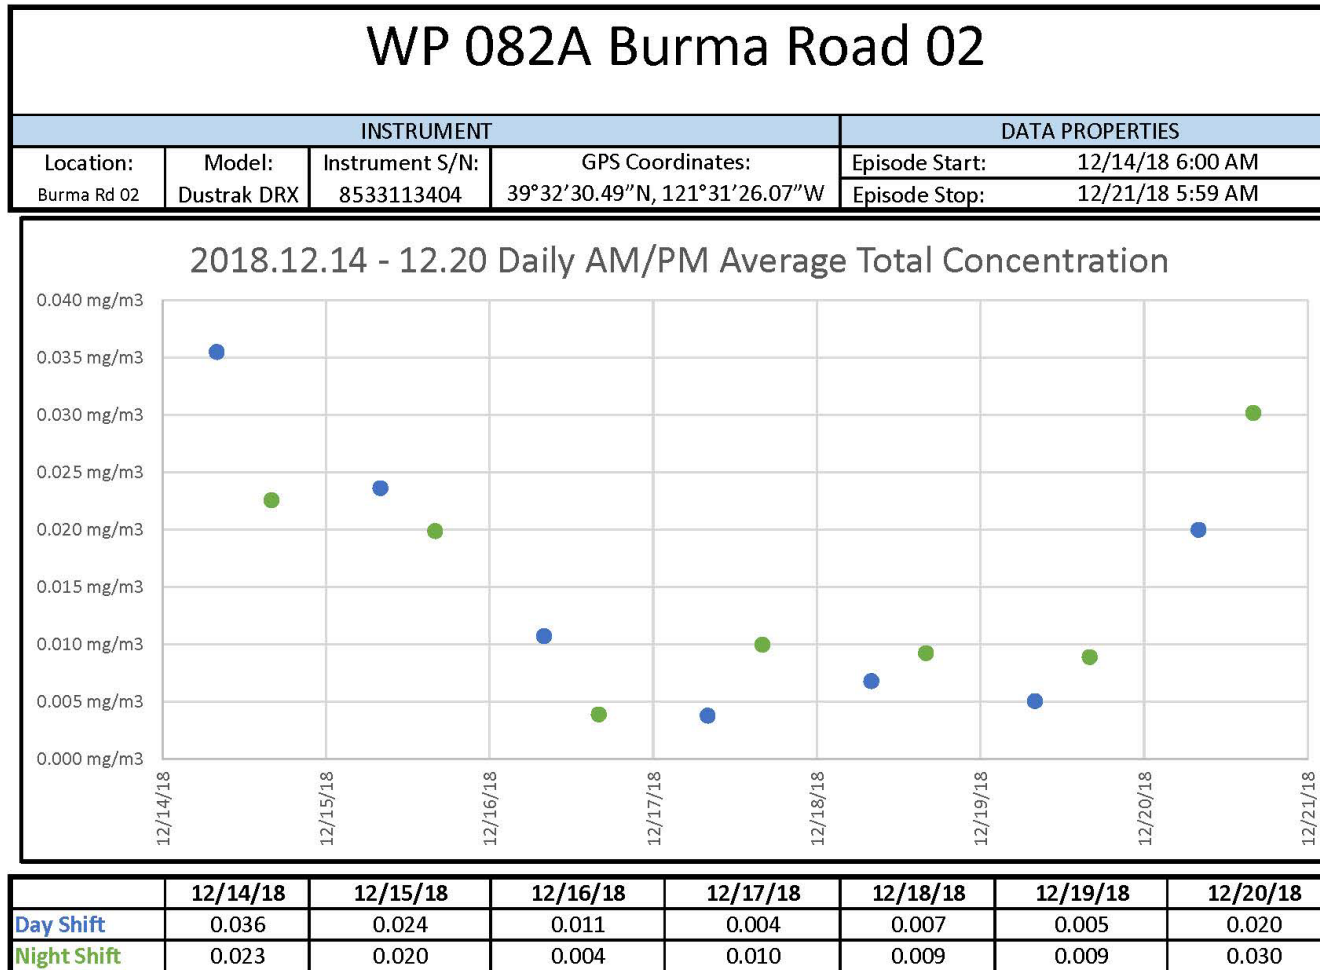 WP 082A Burma Road 02
INSTRUMENT DATA PROPERTIES
Location: Model: Instrument S/N: GPS Coordinates: Episode Start: 12/14/18 6:00 AM
Burma Rd 02 Dustrak DRX 8533113404 39°32’30.49”N, 121°31’26.07”W Episode Stop: 12/21/18 5:59 AM
2018.12.14 - 12.20 Daily AM/PM Average Total Concentration
0.040 mg/m3
0.035 mg/m3
0.030 mg/m3
0.025 mg/m3
0.020 mg/m3
0.015 mg/m3
0.010 mg/m3
0.005 mg/m3
0.000 mg/m3
12/14/18 12/15/18 12/16/18 12/17/18 12/18/18 12/19/18 12/20/18 12/21/18
12/14/18 12/15/18 12/16/18 12/17/18 12/18/18 12/19/18 12/20/18
Day Shift 0.036 0.024 0.011 0.004 0.007 0.005 0.020
Night Shift 0.023 0.020 0.004 0.010 0.009 0.009 0.030